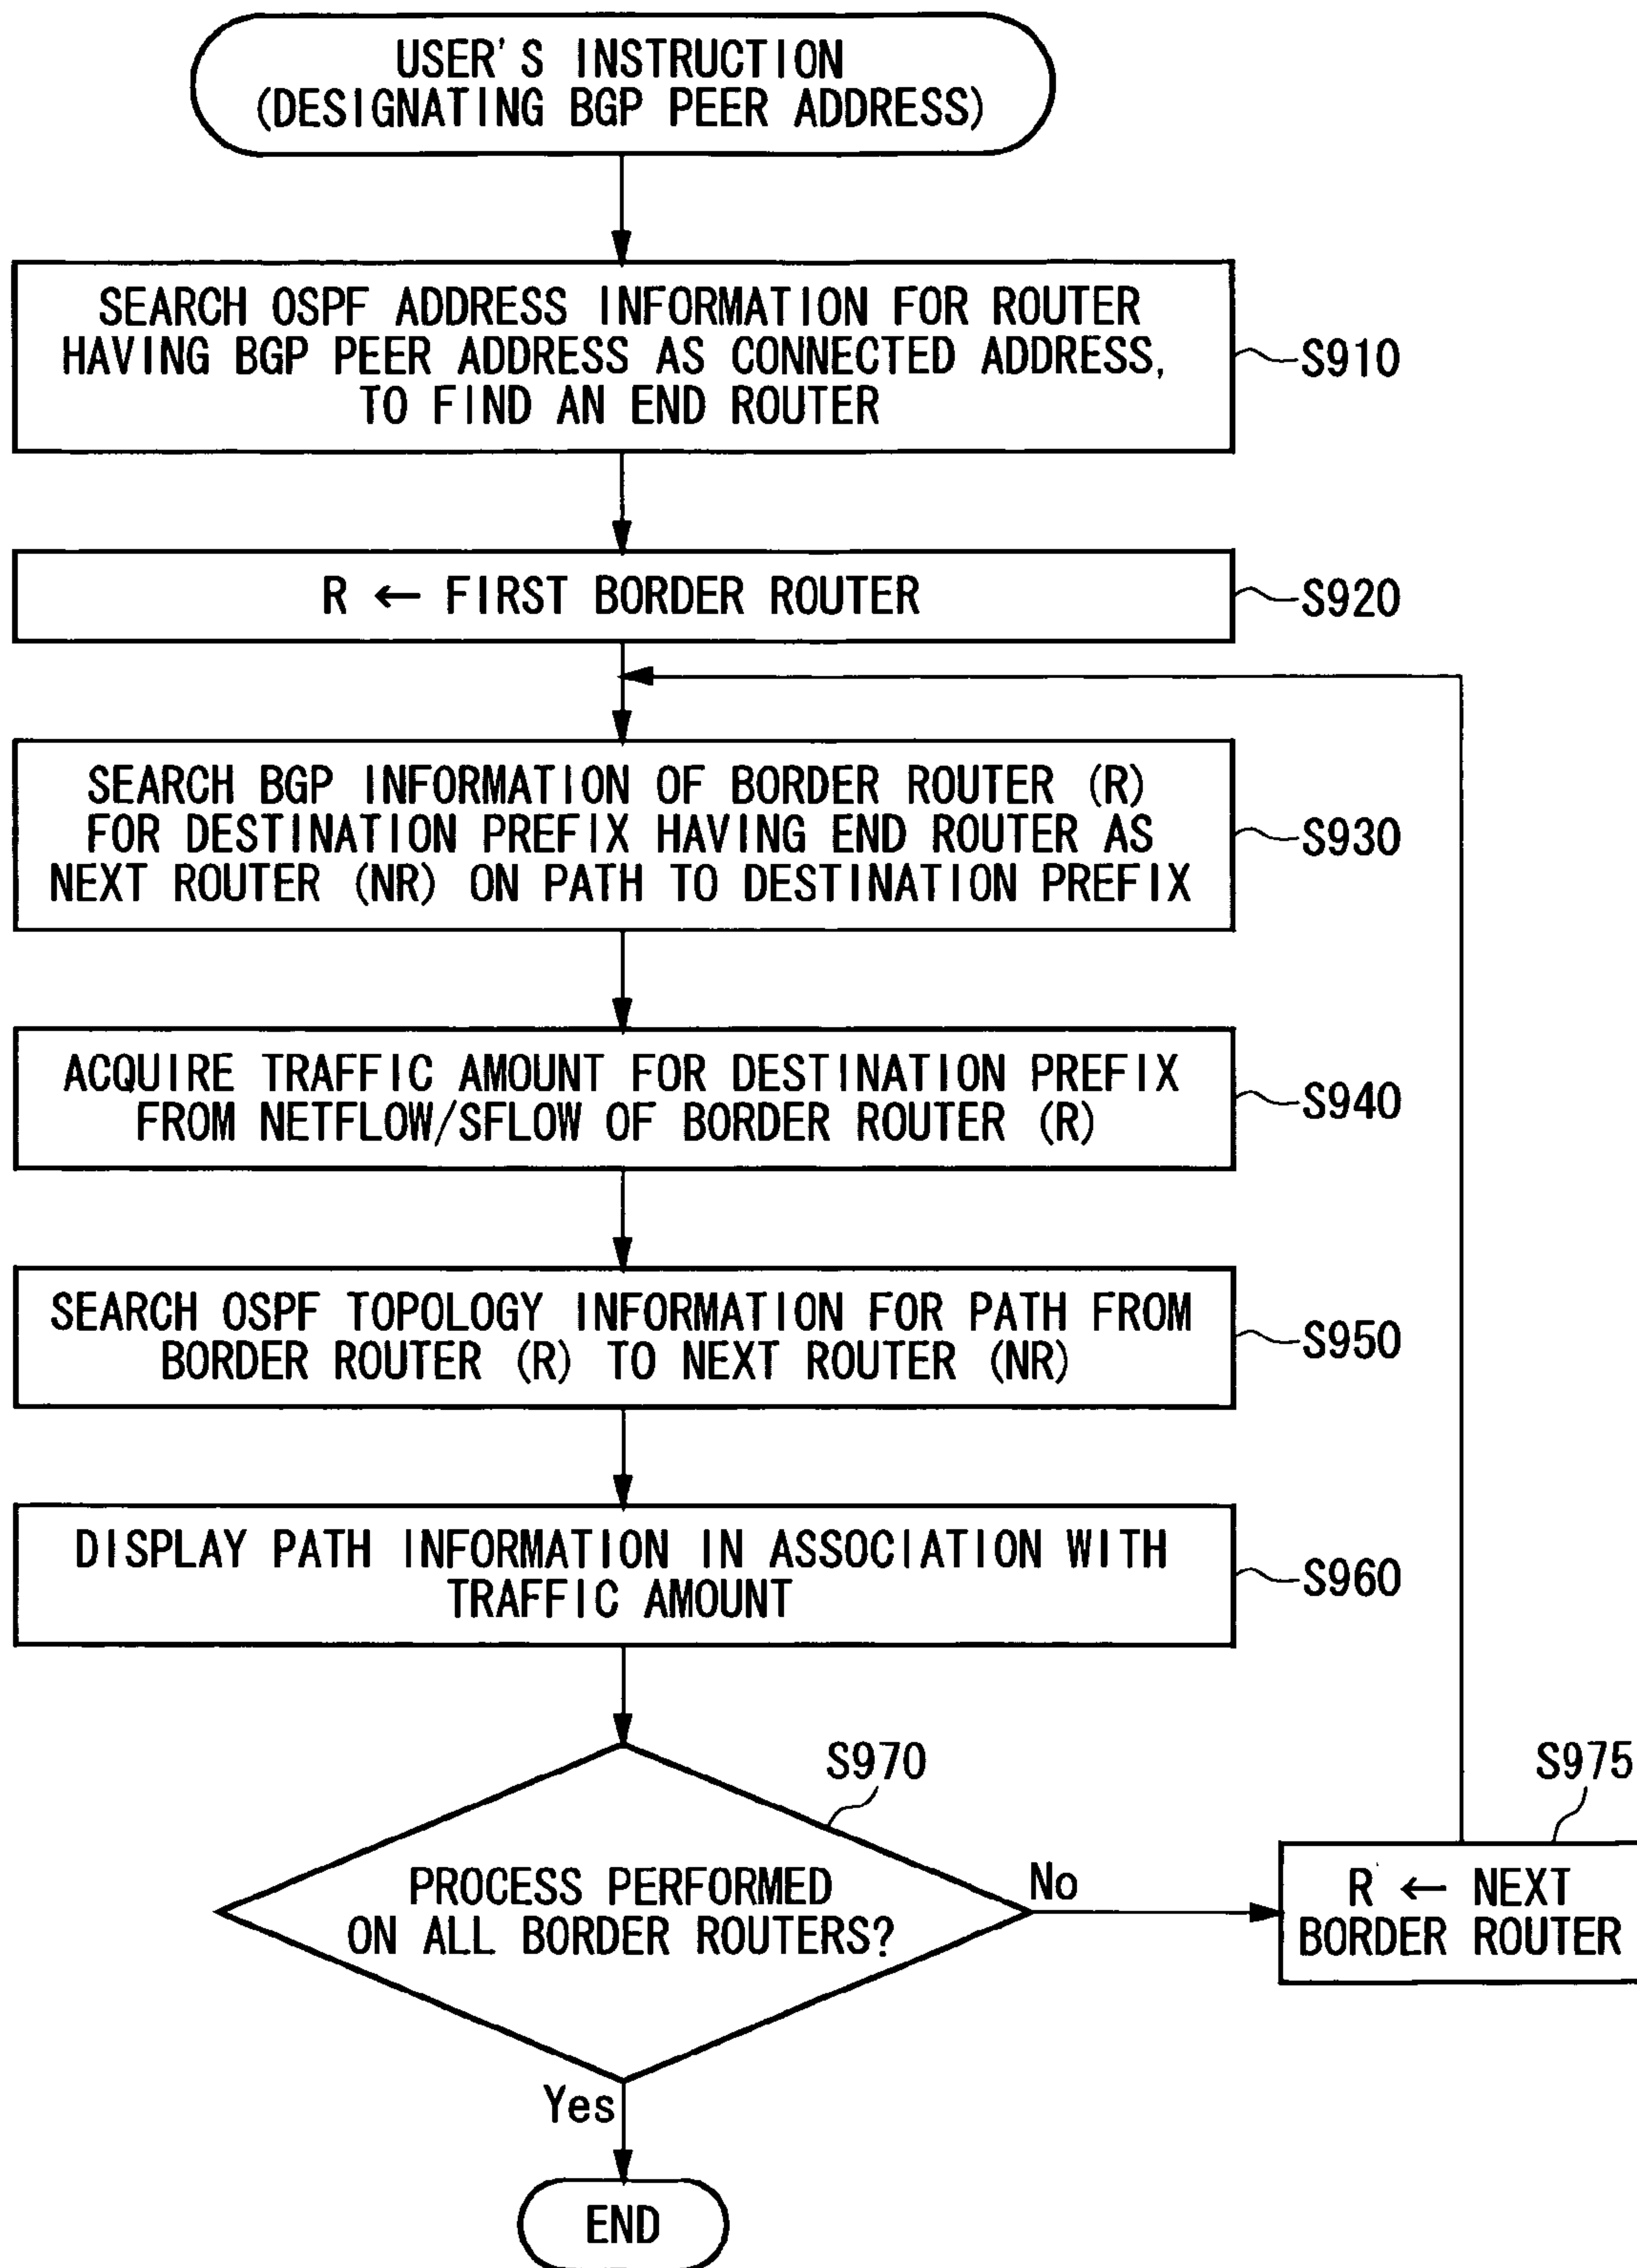 USER'S INSTRUCTION
(DESIGNATING BGP PEER ADDRESS)
SEARCH OSPF ADDRESS INFORMATION FOR ROUTER
HAVING BGP PEER ADDRESS AS CONNECTED ADDRESS,
TO FIND AN END ROUTER
S910
R ← FIRST BORDER ROUTER
S920
SEARCH BGP INFORMATION OF BORDER ROUTER (R)
FOR DESTINATION PREFIX HAVING END ROUTER AS
NEXT ROUTER (NR) ON PATH TO DESTINATION PREFIX
S930
ACQUIRE TRAFFIC AMOUNT FOR DESTINATION PREFIX
FROM NETFLOW/SFLOW OF BORDER ROUTER (R)
S940
SEARCH OSPF TOPOLOGY INFORMATION FOR PATH FROM
BORDER ROUTER (R) TO NEXT ROUTER (NR)
S950
DISPLAY PATH INFORMATION IN ASSOCIATION WITH
TRAFFIC AMOUNT
S960
S970
PROCESS PERFORMED
ON ALL BORDER ROUTERS?
No
S975
R ← NEXT
BORDER ROUTER
Yes
END